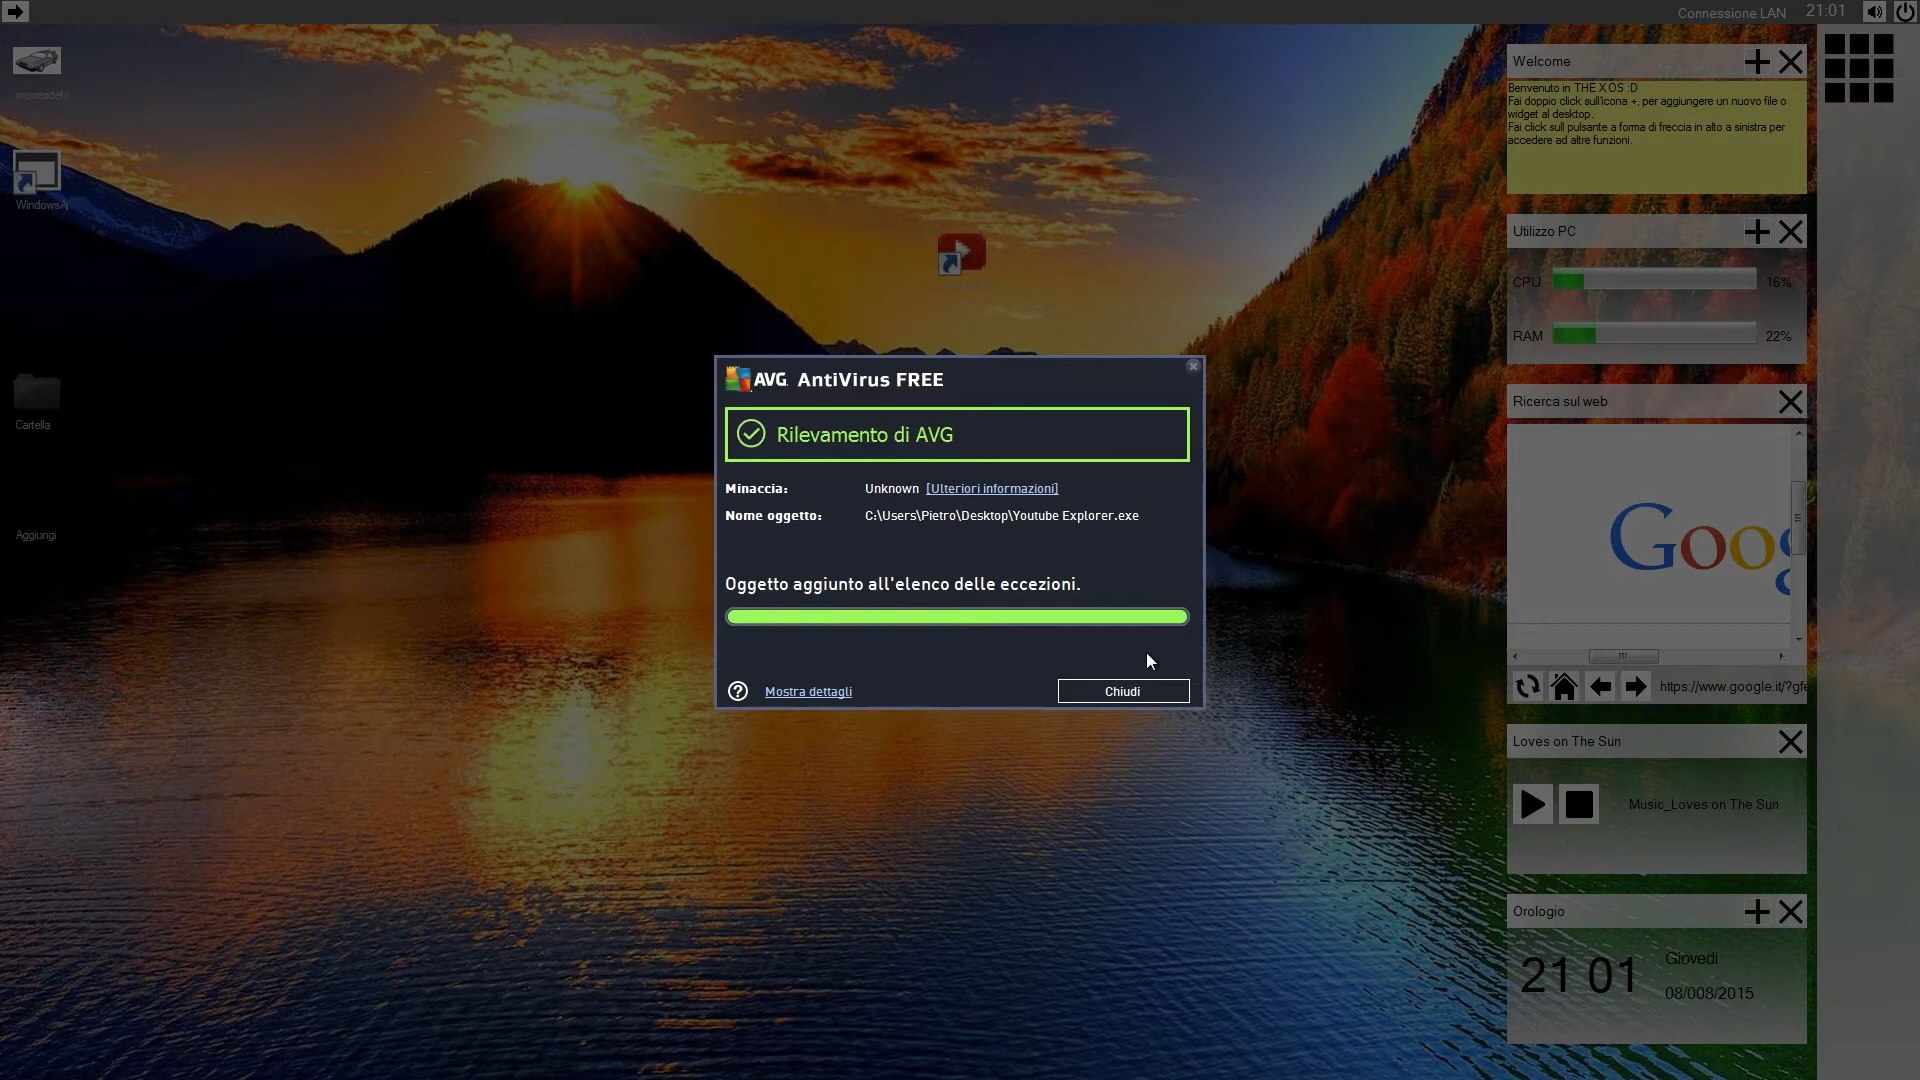 Connessione LAN
21:01
WindowsAp
Cartella
Aggiungi
AVG. AntiVirus FREE
Rilevamento di AVG
Minaccia: Unknown [Ulteriori informazioni]
Nome oggetto: C:\Users\Pietro\Desktop\Youtube Explorer.exe
Oggetto aggiunto all'elenco delle eccezioni.
? Mostra dettagli
Chiudi
Welcome
Benvenuto in THE X OS :D
Fai doppio click sull'icona +, per aggiungere un nuovo file o
widget al desktop.
Fai click sull pulsante a forma di freccia in alto a sinistra per
accedere ad altre funzioni.
Utilizzo PC
CPU 16%
RAM 22%
Ricerca sul web
Goog
https://www.google.it/?gfe
Loves on The Sun
Music_Loves on The Sun
Orologio
21 01
Giovedi
08/008/2015